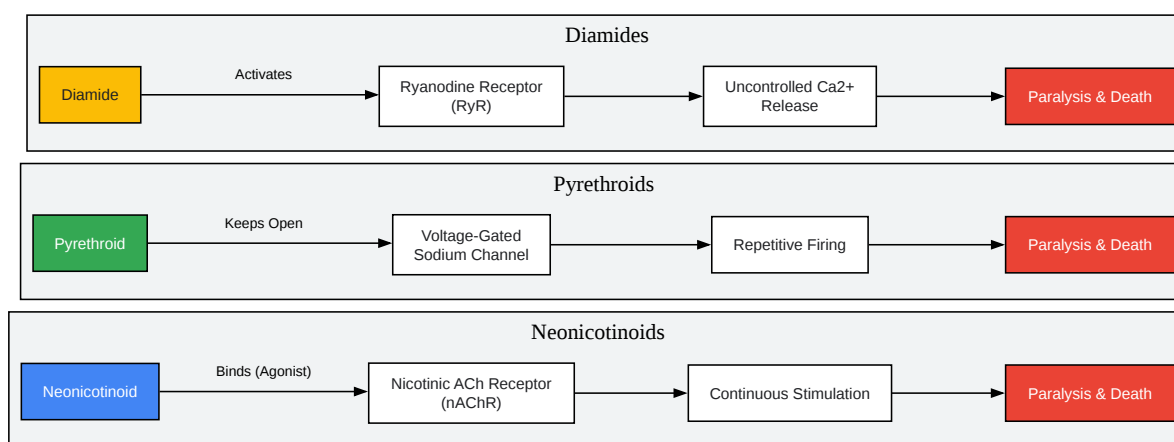 Diamides
Diamide
Activates
Ryanodine Receptor
(RyR)
Uncontrolled Ca2+
Release
Paralysis & Death
Pyrethroids
Pyrethroid
Keeps Open
Voltage-Gated
Sodium Channel
Repetitive Firing
Paralysis & Death
Neonicotinoids
Neonicotinoid
Binds (Agonist)
Nicotinic ACh Receptor
(nAChR)
Continuous Stimulation
Paralysis & Death